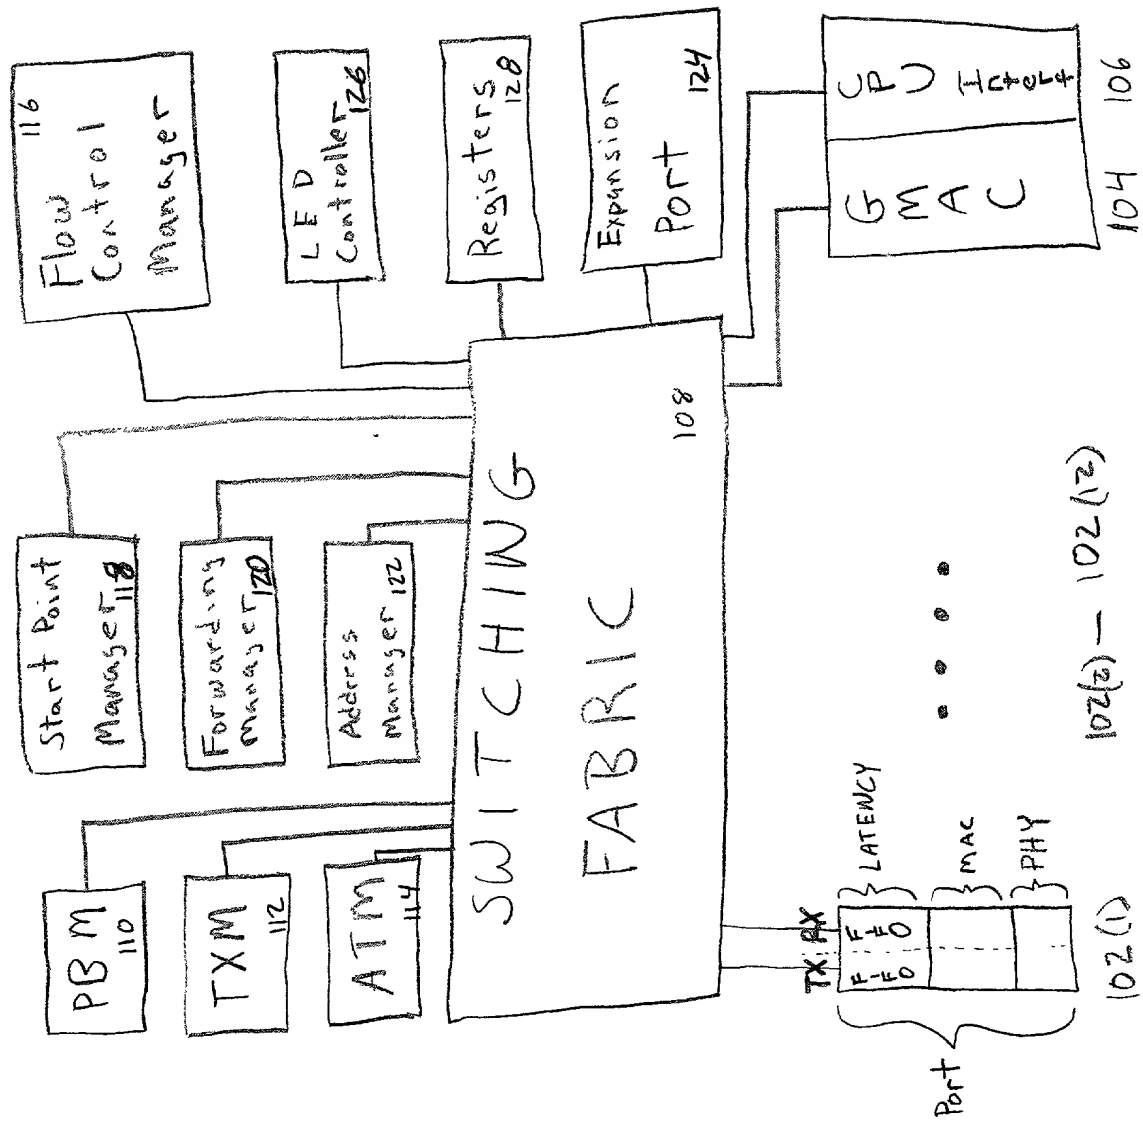 PBM
110
TXM
112
ATM
114
Start Point
Manager
118
Forwarding
Manager
120
Address
Manager 122
Flow
Control
Manager
116
LED
Controller
126
Registers
128
Expansion
Port
124
SWITCHING
FABRIC
108
GMAC
104
CPU
106
TX RX
FIFO FIFO
LATENCY
MAC
PHY
Port
102(1)
102(2) — 102(12)